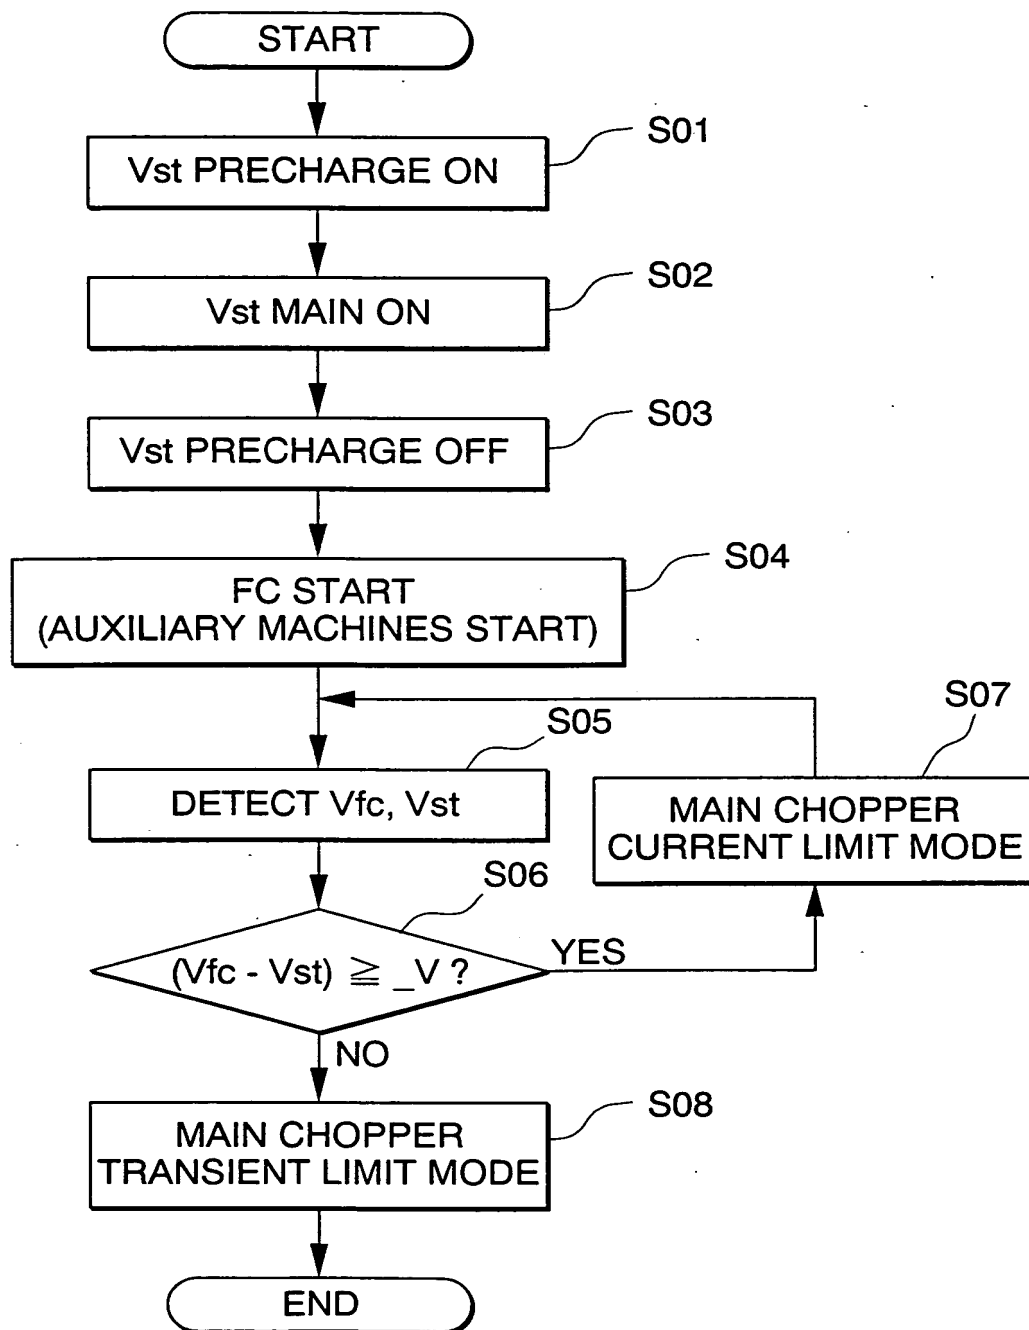 START
S01
Vst PRECHARGE ON
S02
Vst MAIN ON
S03
Vst PRECHARGE OFF
S04
FC START
(AUXILIARY MACHINES START)
S05
DETECT Vfc, Vst
S07
MAIN CHOPPER
CURRENT LIMIT MODE
S06
(Vfc - Vst) ≧ _V ?
YES
NO
S08
MAIN CHOPPER
TRANSIENT LIMIT MODE
END